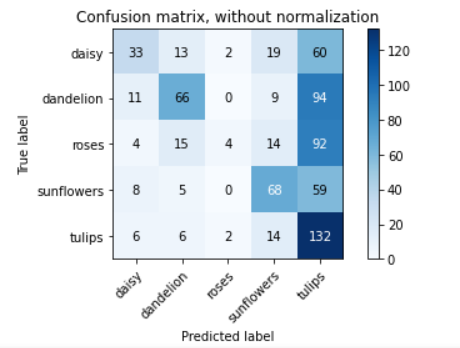 Confusion matrix, without normalization
daisy 33 13 2 19 60
dandelion 11 66 0 9 94
roses 4 15 4 14 92
sunflowers 8 5 0 68 59
tulips 6 6 2 14 132
daisy dandelion roses sunflowers tulips
True label
Predicted label
120
100
80
60
40
20
0